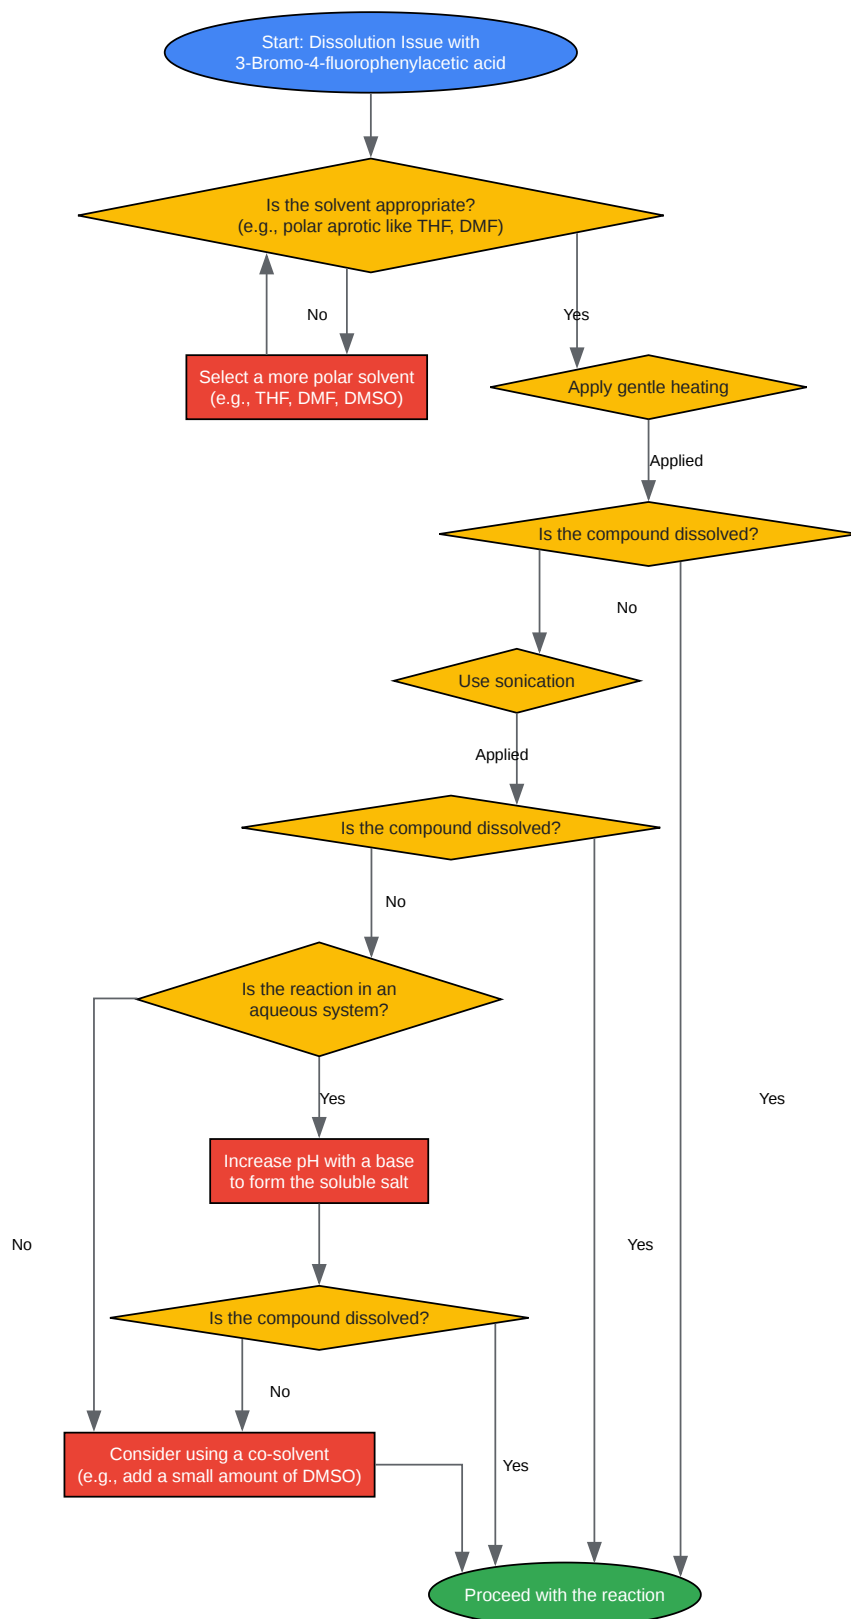 Start: Dissolution Issue with
3-Bromo-4-fluorophenylacetic acid
Is the solvent appropriate?
(e.g., polar aprotic like THF, DMF)
No
Yes
Select a more polar solvent
(e.g., THF, DMF, DMSO)
Apply gentle heating
Applied
Is the compound dissolved?
No
Use sonication
Applied
Is the compound dissolved?
No
Is the reaction in an
aqueous system?
Yes
Yes
Increase pH with a base
to form the soluble salt
No
Yes
Is the compound dissolved?
No
Consider using a co-solvent
(e.g., add a small amount of DMSO)
Yes
Proceed with the reaction